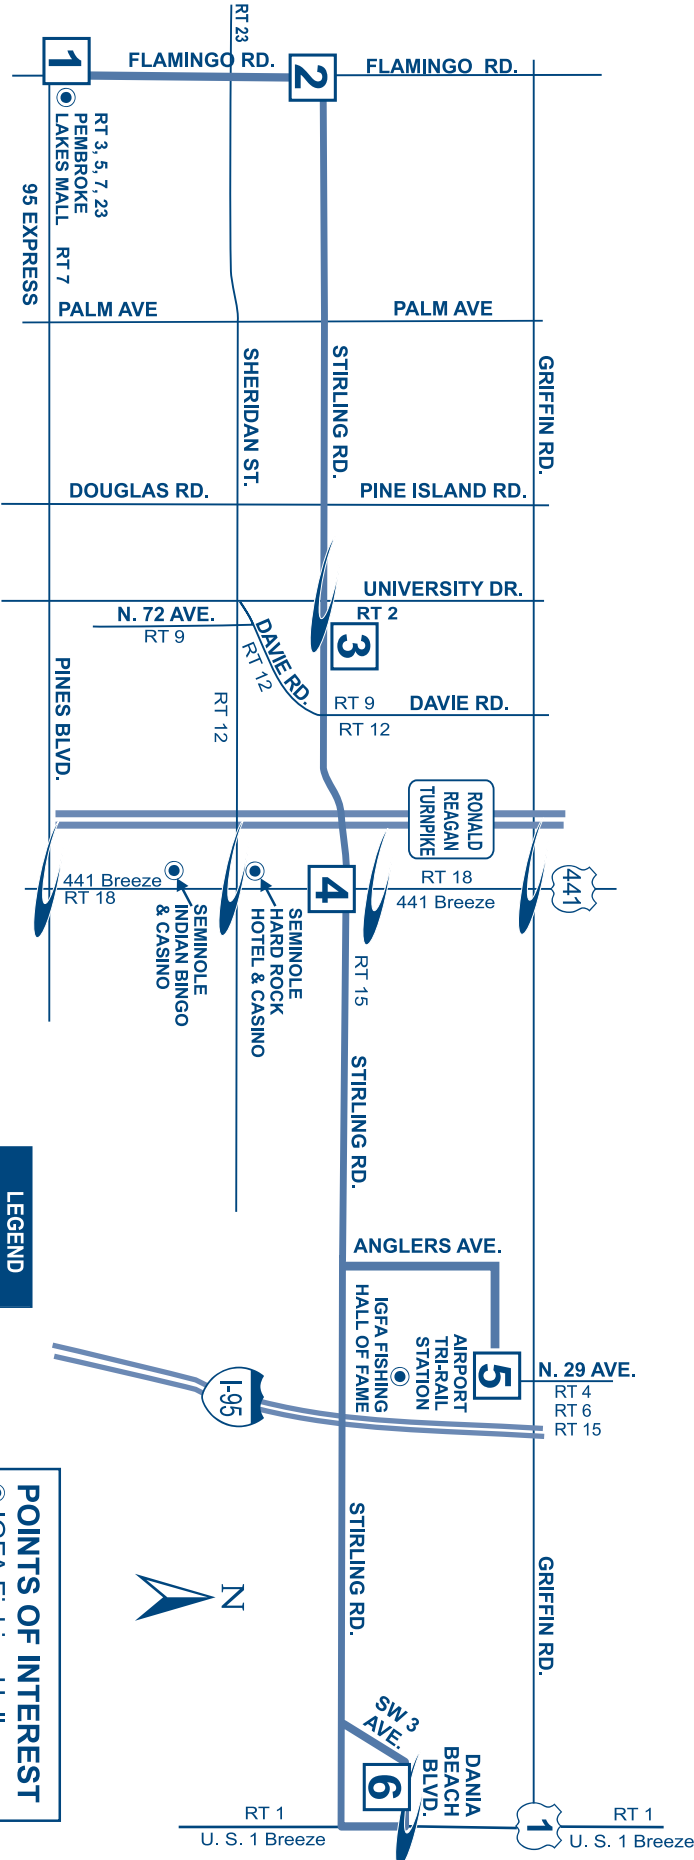 RT 23
1
FLAMINGO RD.
2
FLAMINGO RD.
RT 3, 5, 7, 23
PEMBROKE
LAKES MALL
RT 7
95 EXPRESS
PALM AVE
PALM AVE
SHERIDAN ST.
STIRLING RD.
GRIFFIN RD.
DOUGLAS RD.
PINE ISLAND RD.
UNIVERSITY DR.
RT 2
N. 72 AVE.
RT 9
DAVIE RD.
RT 12
3
RT 9
RT 12
DAVIE RD.
PINES BLVD.
RT 12
RONALD
REAGAN
TURNPIKE
441 Breeze
RT 18
4
RT 18
441 Breeze
441
SEMINOLE
INDIAN BINGO
& CASINO
SEMINOLE
HARD ROCK
HOTEL & CASINO
RT 15
STIRLING RD.
LEGEND
ANGLERS AVE.
IGFA FISHING
HALL OF FAME
AIRPORT
TRI-RAIL
STATION
5
N. 29 AVE.
RT 4
RT 6
RT 15
I-95
STIRLING RD.
GRIFFIN RD.
N
POINTS OF INTEREST
SW 3
AVE.
6
DANIA
BEACH
BLVD.
RT 1
U. S. 1 Breeze
1
RT 1
U. S. 1 Breeze